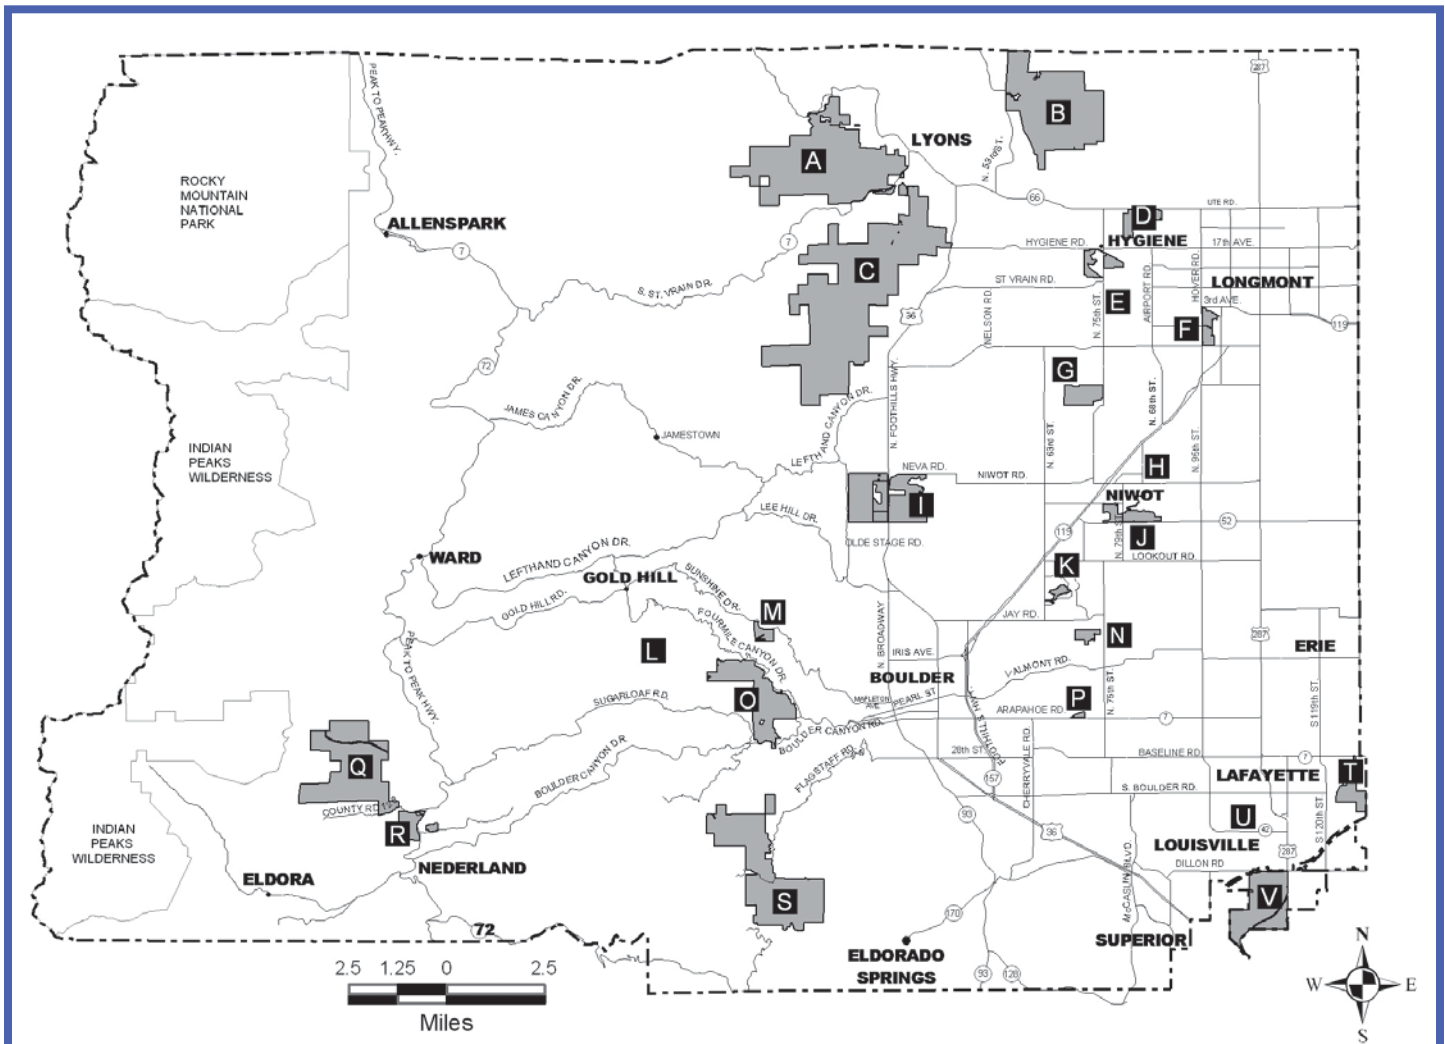 287
PEAK TO PEAK HWY.
B
N. 53rd ST.
LYONS
A
ROCKY
MOUNTAIN
NATIONAL
PARK
66
UTE RD.
D
ALLENSPARK
7
7
HYGIENE RD.
HYGIENE
17th AVE.
C
S. ST. VRAIN DR.
ST VRAIN RD.
LONGMONT
HOVER RD.
AIRPORT RD.
N. 75th ST.
E
3rd AVE.
NELSON RD.
36
F
119
72
G
JAMES CANYON DR.
N. FOOTHILLS HWY.
N. 68th ST.
JAMESTOWN
LEFTHAND CANYON DR.
N. 63rd ST.
N. 95th ST.
INDIAN
PEAKS
WILDERNESS
NEVA RD.
NIWOT RD.
H
NIWOT
I
LEE HILL DR.
52
119
N. 79th ST.
J
OLDE STAGE RD.
LOOKOUT RD.
WARD
LEFTHAND CANYON DR.
K
GOLD HILL
SUNSHINE DR.
GOLD HILL RD.
M
FOURMILE CANYON DR.
N. BROADWAY
JAY RD.
N
287
ERIE
PEAK TO PEAK HWY.
L
IRIS AVE.
VALMONT RD.
BOULDER
SUGARLOAF RD.
O
MAPLETON
AVE
PEARL ST
P
N. 75th ST.
S 119th ST.
ARAPAHOE RD.
7
BOULDER CANYON RD.
FOOTHILLS HWY.
28th ST.
BASELINE RD.
7
BOULDER CANYON DR.
FLAGSTAFF RD.
Q
157
CHERRYVALE RD.
LAFAYETTE
T
S. BOULDER RD.
COUNTY RD 128
93
U
S 120th ST
R
36
42
INDIAN
PEAKS
WILDERNESS
LOUISVILLE
287
NEDERLAND
DILLON RD
ELDORA
McCASLIN BLVD.
S
V
170
72
SUPERIOR
ELDORADO
SPRINGS
93
128
N
W
E
S
2.5 1.25 0 2.5
Miles